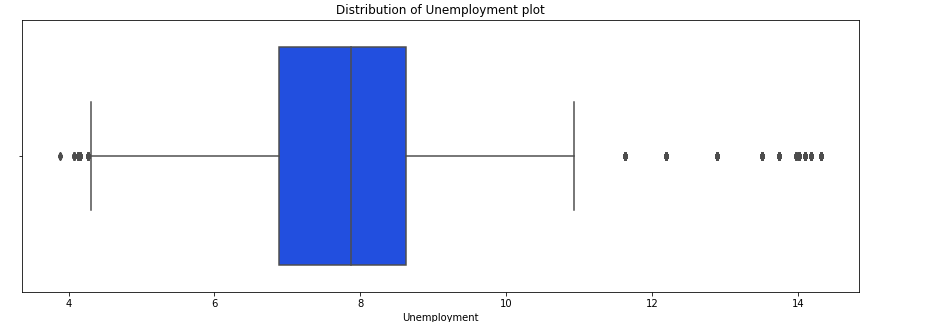 Distribution of Unemployment plot
4 6 8 10 12 14
Unemployment